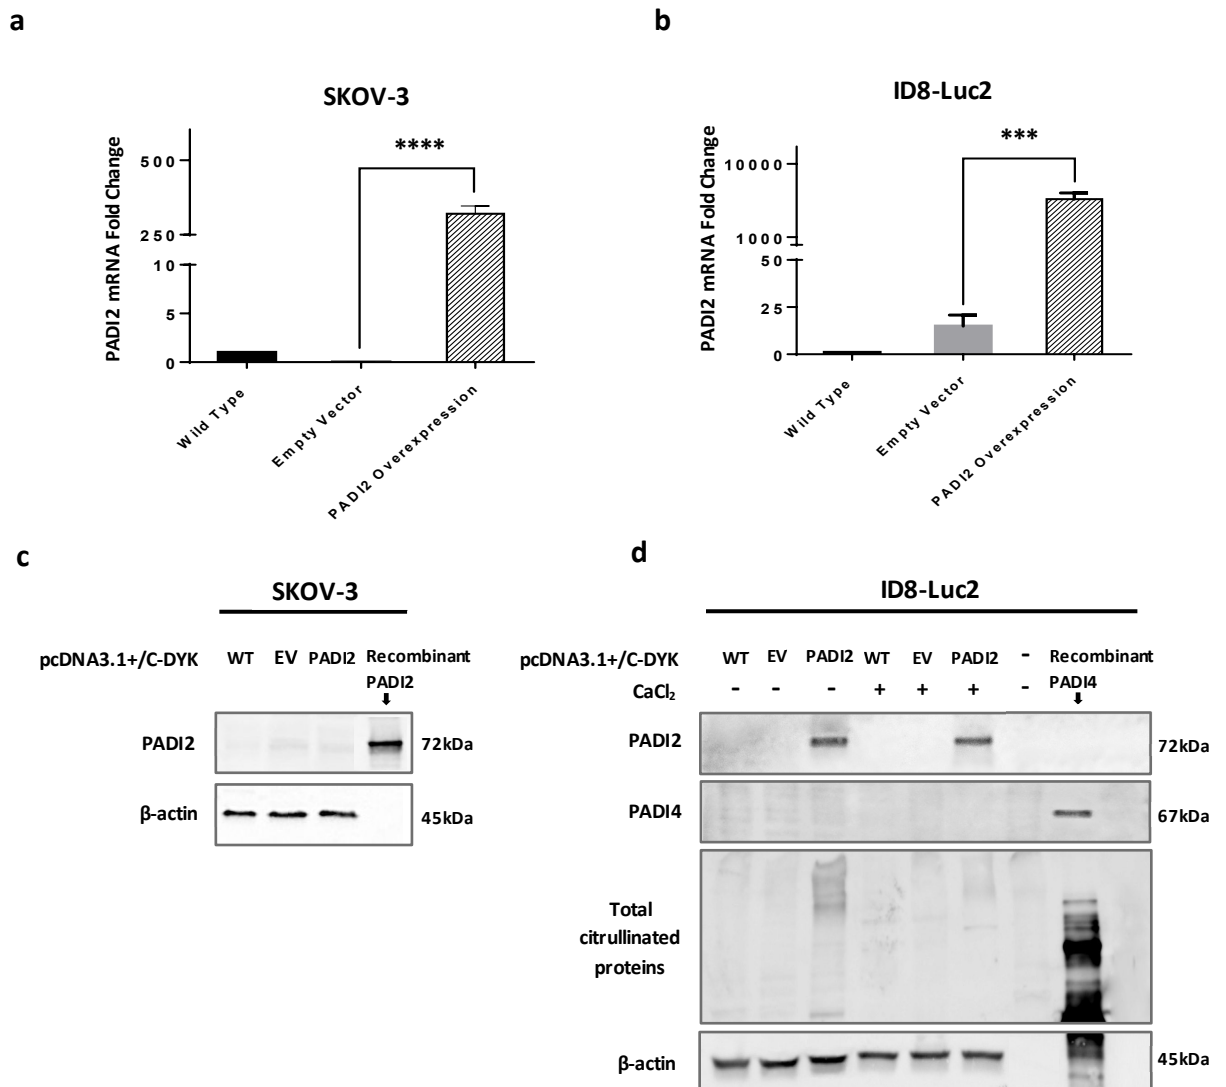 a
SKOV-3
PADI2 mRNA Fold Change
500
250
10
5
0
****
Wild Type
Empty Vector
PADI2 Overexpression
b
ID8-Luc2
PADI2 mRNA Fold Change
10000
1000
50
25
0
***
Wild Type
Empty Vector
PADI2 Overexpression
c
SKOV-3
pcDNA3.1+/C-DYK WT EV PADI2 Recombinant
PADI2
PADI2 72kDa
β-actin 45kDa
d
ID8-Luc2
pcDNA3.1+/C-DYK WT EV PADI2 WT EV PADI2 - Recombinant
PADI4
CaCl₂ - - - + + + -
PADI2 72kDa
PADI4 67kDa
Total
citrullinated
proteins
β-actin 45kDa